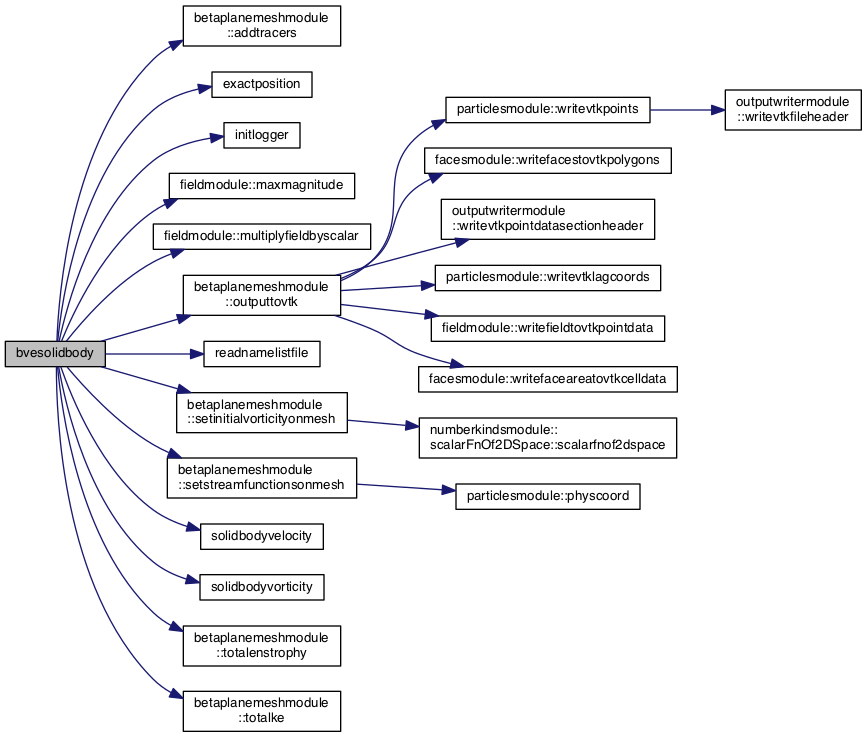 bvesolidbody
betaplanemeshmodule
::addtracers
exactposition
initlogger
fieldmodule::maxmagnitude
fieldmodule::multiplyfieldbyscalar
betaplanemeshmodule
::outputtovtk
readnamelistfile
betaplanemeshmodule
::setinitialvorticityonmesh
betaplanemeshmodule
::setstreamfunctionsonmesh
solidbodyvelocity
solidbodyvorticity
betaplanemeshmodule
::totalenstrophy
betaplanemeshmodule
::totalke
particlesmodule::writevtkpoints
facesmodule::writefacestovtkpolygons
outputwritermodule
::writevtkpointdatasectionheader
particlesmodule::writevtklagcoords
fieldmodule::writefieldtovtkpointdata
facesmodule::writefaceareatovtkcelldata
numberkindsmodule::
scalarFnOf2DSpace::scalarfnof2dspace
particlesmodule::physcoord
outputwritermodule
::writevtkfileheader